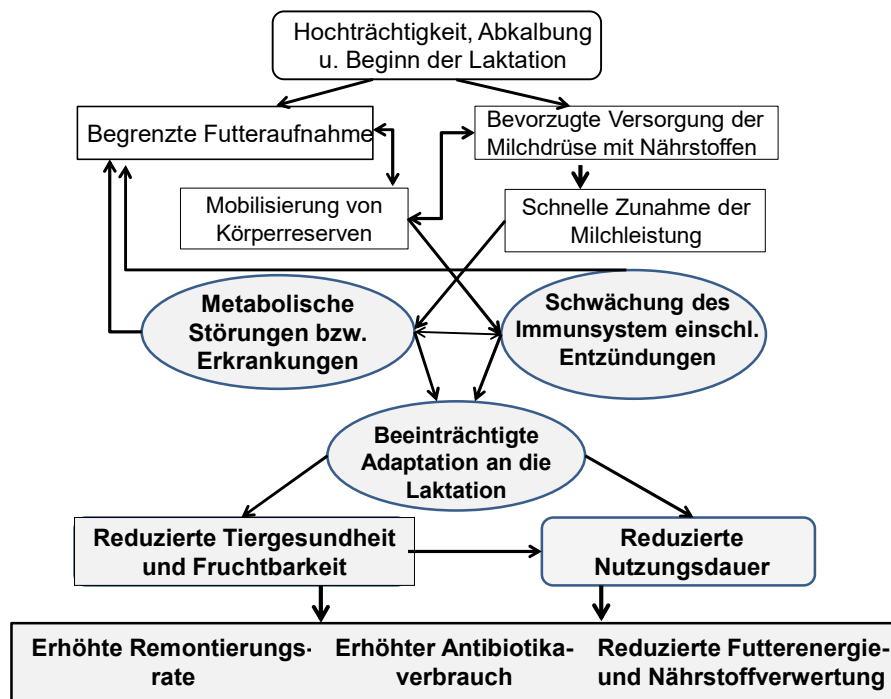 Hochträchtigkeit, Abkalbung
u. Beginn der Laktation
Begrenzte Futteraufnahme
Bevorzugte Versorgung der
Milchdrüse mit Nährstoffen
Mobilisierung von
Körperreserven
Schnelle Zunahme der
Milchleistung
Metabolische
Störungen bzw.
Erkrankungen
Schwächung des
Immunsystem einschl.
Entzündungen
Beeinträchtigte
Adaptation an die
Laktation
Reduzierte Tiergesundheit
und Fruchtbarkeit
Reduzierte
Nutzungsdauer
Erhöhte Remontierungs-
rate
Erhöhter Antibiotika-
verbrauch
Reduzierte Futterenergie-
und Nährstoffverwertung